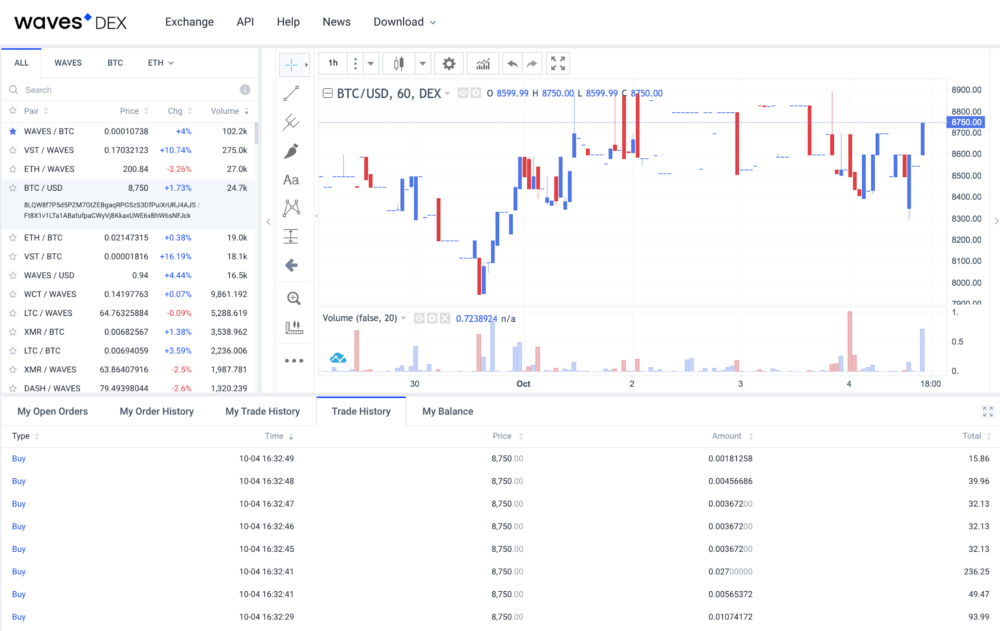 waves DEX Exchange API Help News Download
ALL WAVES BTC ETH
Search
Pair Price Chg Volume
WAVES / BTC 0.00010738 +4% 102.2k
VST / WAVES 0.17032123 +10.74% 275.0k
ETH / WAVES 200.84 -3.26% 27.0k
BTC / USD 8,750 +1.73% 24.7k
8LQW8f7P5d5PZM7GtZEBgaqRPGSzS3DfPuiXrURJ4AJS /
Ft8X1v1LTa1ABafufpaCWyVj8KkaxUWE6xBhW6sNFJck
ETH / BTC 0.02147315 +0.38% 19.0k
VST / BTC 0.00001816 +16.19% 18.1k
WAVES / USD 0.94 +4.44% 16.5k
WCT / WAVES 0.14197763 +0.07% 9,861.192
LTC / WAVES 64.76325884 -0.09% 5,288.619
XMR / BTC 0.00682567 +1.38% 3,538.962
LTC / BTC 0.00694059 +3.59% 2,236.006
XMR / WAVES 63.86407916 -2.5% 1,987.781
DASH / WAVES 79.49398044 -2.6% 1,320.239
Aa
1h
BTC/USD, 60, DEX O 8599.99 H 8750.00 L 8599.99 C 8750.00
8900.00
8800.00
8750.00
8700.00
8600.00
8500.00
8400.00
8300.00
8200.00
8100.00
8000.00
7900.00
Volume (false, 20) 0.7238924 n/a
1.
0.5
0.
30 Oct 2 3 4 18:00
My Open Orders My Order History My Trade History Trade History My Balance
Type Time Price Amount Total
Buy 10-04 16:32:49 8,750.00 0.00181258 15.86
Buy 10-04 16:32:48 8,750.00 0.00456686 39.96
Buy 10-04 16:32:47 8,750.00 0.00367200 32.13
Buy 10-04 16:32:46 8,750.00 0.00367200 32.13
Buy 10-04 16:32:45 8,750.00 0.00367200 32.13
Buy 10-04 16:32:41 8,750.00 0.02700000 236.25
Buy 10-04 16:32:41 8,750.00 0.00565372 49.47
Buy 10-04 16:32:29 8,750.00 0.01074172 93.99